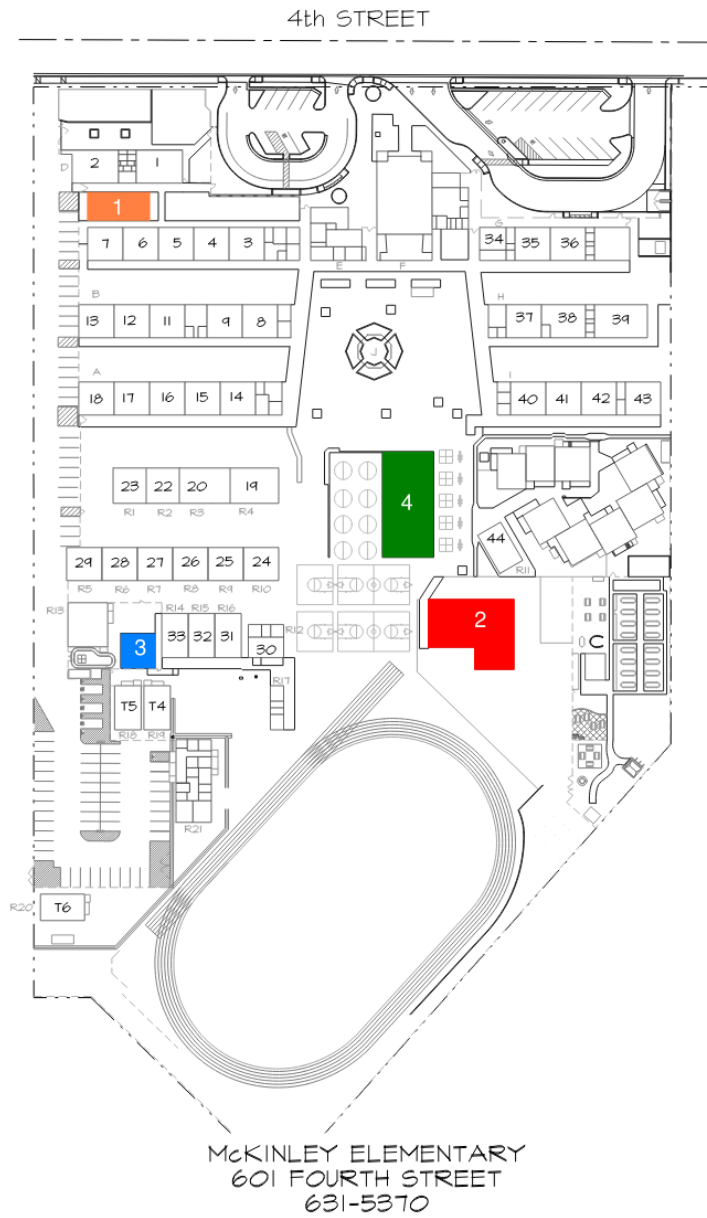 4th STREET
N N
2 1
D
1
7 6 5 4 3
E F
G
34 35 36
B
13 12 11 9 8
H
37 38 39
J
A
18 17 16 15 14
I
40 41 42 43
23 22 20 19
R1 R2 R3 R4
4
44
R11
29 28 27 26 25 24
R5 R6 R7 R8 R9 R10
R13
R14 R15 R16
33 32 31
R12
30
3
2
C
R17
T5 T4
R18 R19
R21
R20
T6
McKINLEY ELEMENTARY
601 FOURTH STREET
631-5370